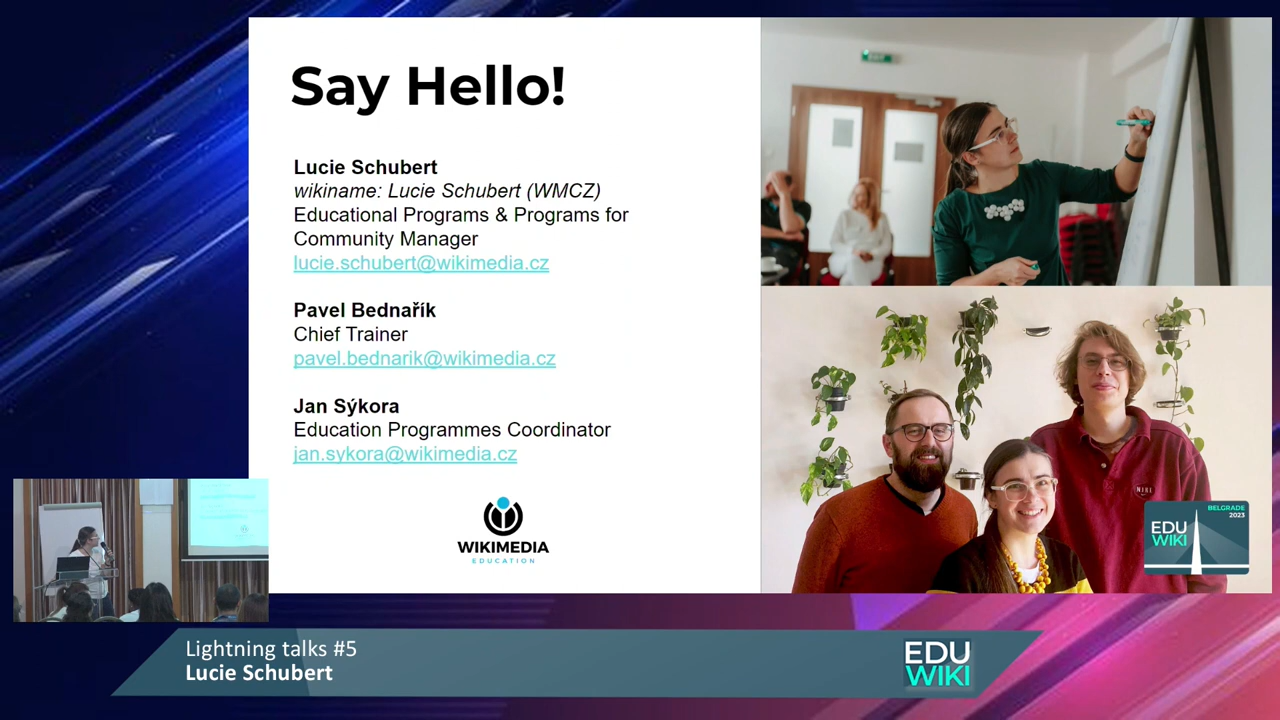 Say Hello!
Lucie Schubert
wikiname: Lucie Schubert (WMCZ)
Educational Programs & Programs for
Community Manager
lucie.schubert@wikimedia.cz
Pavel Bednařík
Chief Trainer
pavel.bednarik@wikimedia.cz
Jan Sýkora
Education Programmes Coordinator
jan.sykora@wikimedia.cz
WIKIMEDIA
EDUCATION
BELGRADE
2023
EDU
WIKI
Lightning talks #5
Lucie Schubert
EDU
WIKI